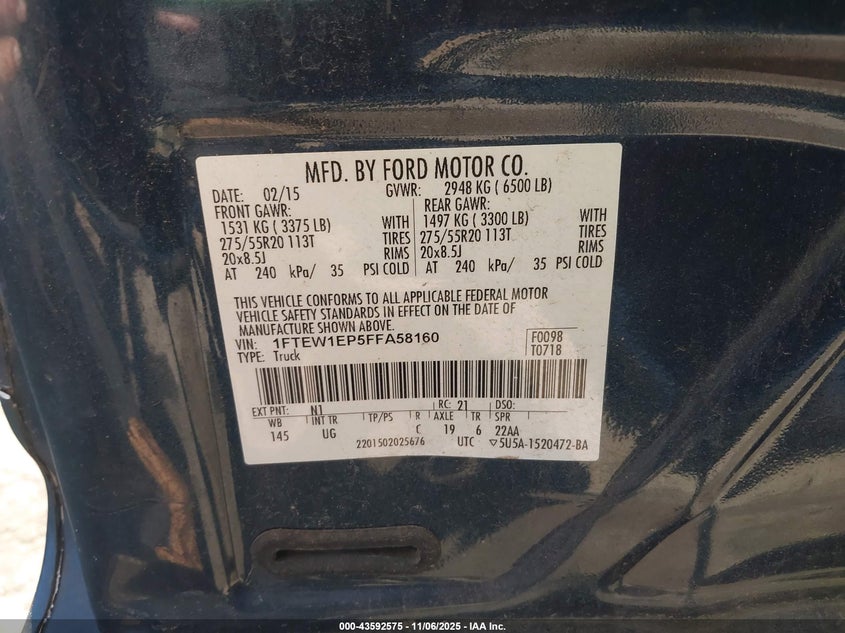 MFD. BY FORD MOTOR CO.
DATE: 02/15 GVWR: 2948 KG ( 6500 LB)
FRONT GAWR: REAR GAWR:
1531 KG ( 3375 LB) WITH 1497 KG ( 3300 LB) WITH
275/55R20 113T TIRES 275/55R20 113T TIRES
20x8.5J RIMS 20x8.5J RIMS
AT 240 kPa/ 35 PSI COLD AT 240 kPa/ 35 PSI COLD
THIS VEHICLE CONFORMS TO ALL APPLICABLE FEDERAL MOTOR
VEHICLE SAFETY STANDARDS IN EFFECT ON THE DATE OF
MANUFACTURE SHOWN ABOVE.
VIN: 1FTEW1EP5FFA58160 F0098
TYPE: Truck T0718
EXT PNT: N1 RC: 21 DSO:
WB INT TR TP/PS R AXLE TR SPR
145 UG C 19 6 22AA
2201502025676 UTC ▽5U5A-1520472-BA
000-43592575 - 11/06/2025 - IAA Inc.